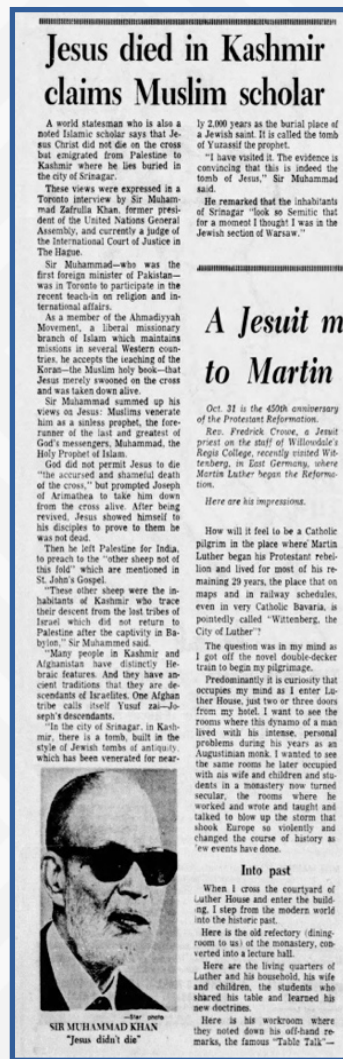 Jesus died in Kashmir
claims Muslim scholar
A world statesman who is also a
noted Islamic scholar says that Je-
sus Christ did not die on the cross
but emigrated from Palestine to
Kashmir where he lies buried in
the city of Srinagar.
These views were expressed in a
Toronto interview by Sir Muham-
mad Zafrulla Khan, former presi-
dent of the United Nations General
Assembly, and currently a judge of
the International Court of Justice in
The Hague.
Sir Muhammad—who was the
first foreign minister of Pakistan—
was in Toronto to participate in the
recent teach-in on religion and in-
ternational affairs.
As a member of the Ahmadiyyah
Movement, a liberal missionary
branch of Islam which maintains
missions in several Western coun-
tries, he accepts the teaching of the
Koran—the Muslim holy book—that
Jesus merely swooned on the cross
and was taken down alive.
Sir Muhammad summed up his
views on Jesus: Muslims venerate
him as a sinless prophet, the fore-
runner of the last and greatest of
God's messengers, Muhammad, the
Holy Prophet of Islam.
God did not permit Jesus to die
"the accursed and shameful death
of the cross," but prompted Joseph
of Arimathea to take him down
from the cross alive. After being
revived, Jesus showed himself to
his disciples to prove to them he
was not dead.
Then he left Palestine for India,
to preach to the "other sheep not of
this fold" which are mentioned in
St. John's Gospel.
"These other sheep were the in-
habitants of Kashmir who trace
their descent from the lost tribes of
Israel which did not return to
Palestine after the captivity in Ba-
bylon," Sir Muhammed said.
"Many people in Kashmir and
Afghanistan have distinctly He-
braic features. And they have an-
cient traditions that they are de-
scendants of Israelites. One Afghan
tribe calls itself Yusuf zai—Jo-
seph's descendants.
"In the city of Srinagar, in Kash-
mir, there is a tomb, built in the
style of Jewish tombs of antiquity,
which has been venerated for near-
—Star photo
SIR MUHAMMAD KHAN
"Jesus didn't die"
ly 2,000 years as the burial place of
a Jewish saint. It is called the tomb
of Yuzassif the prophet.
"I have visited it. The evidence is
convincing that this is indeed the
tomb of Jesus," Sir Muhammad
said.
He remarked that the inhabitants
of Srinagar "look so Semitic that
for a moment I thought I was in the
Jewish section of Warsaw."
A Jesuit m
to Martin
Oct. 31 is the 450th anniversary
of the Protestant Reformation.
Rev. Fredrick Crowe, a Jesuit
priest on the staff of Willowdale's
Regis College, recently visited Wit-
tenberg, in East Germany, where
Martin Luther began the Reforma-
tion.
Here are his impressions.
How will it feel to be a Catholic
pilgrim in the place where Martin
Luther began his Protestant rebel-
lion and lived for most of his re-
maining 29 years, the place that on
maps and in railway schedules,
even in very Catholic Bavaria, is
pointedly called "Wittenberg, the
City of Luther"?
The question was in my mind as
I got off the novel double-decker
train to begin my pilgrimage.
Predominantly it is curiosity that
occupies my mind as I enter Lu-
ther House, just two or three doors
from my hotel. I want to see the
rooms where this dynamo of a man
lived with his intense, personal
problems during his years as an
Augustinian monk. I wanted to see
the same rooms he later occupied
with his wife and children and stu-
dents in a monastery now turned
secular, the rooms where he
worked and wrote and taught and
talked to blow up the storm that
shook Europe so violently and
changed the course of history as
few events have done.
Into past
When I cross the courtyard of
Luther House and enter the build-
ing, I step from the modern world
into the historic past.
Here is the old refectory (dining-
room to us) of the monastery, con-
verted into a lecture hall.
Here are the living quarters of
Luther and his household, his wife
and children, the students who
shared his table and learned his
new doctrines.
Here is his workroom where
they noted down his off-hand re-
marks, the famous "Table Talk"—